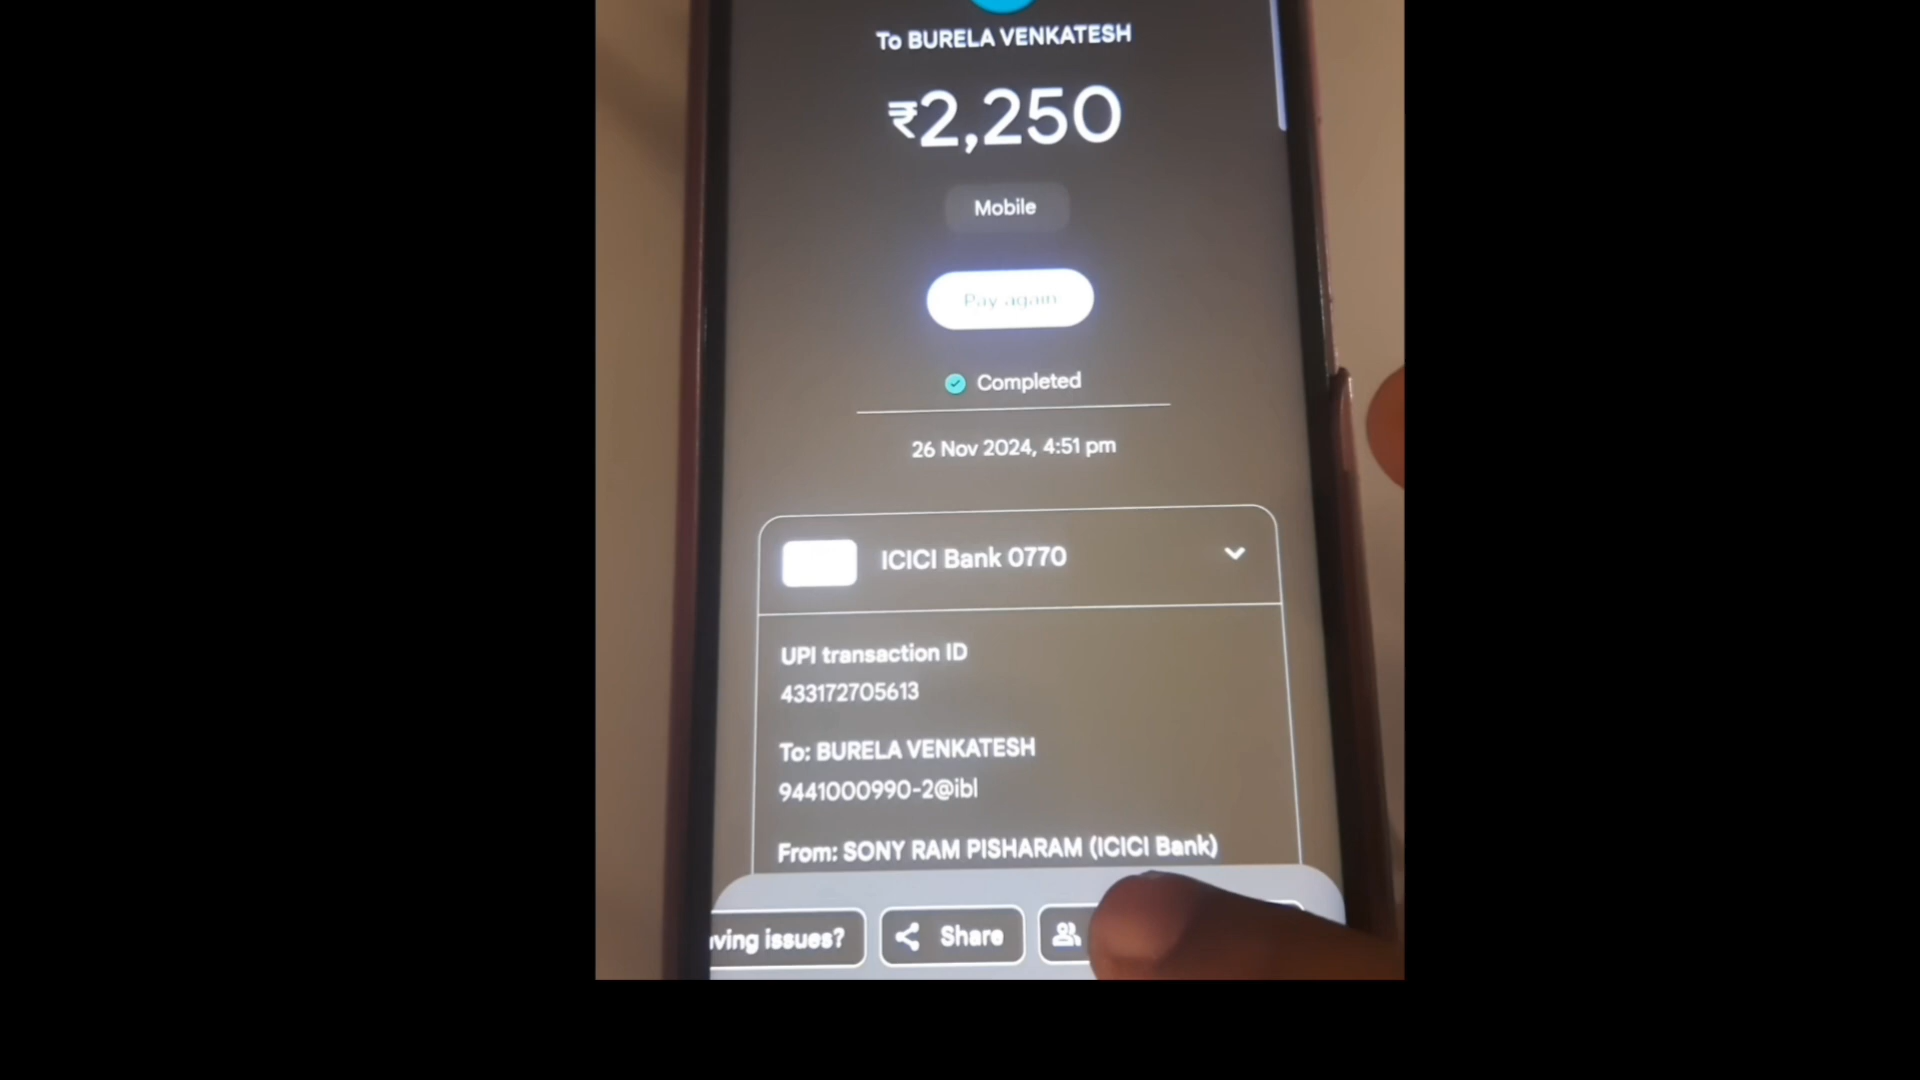 To BURELA VENKATESH
₹2,250
Mobile
Pay again
Completed
26 Nov 2024, 4:51 pm
ICICI Bank 0770
UPI transaction ID
433172705613
To: BURELA VENKATESH
9441000990-2@ibl
From: SONY RAM PISHARAM (ICICI Bank)
ving issues?
Share